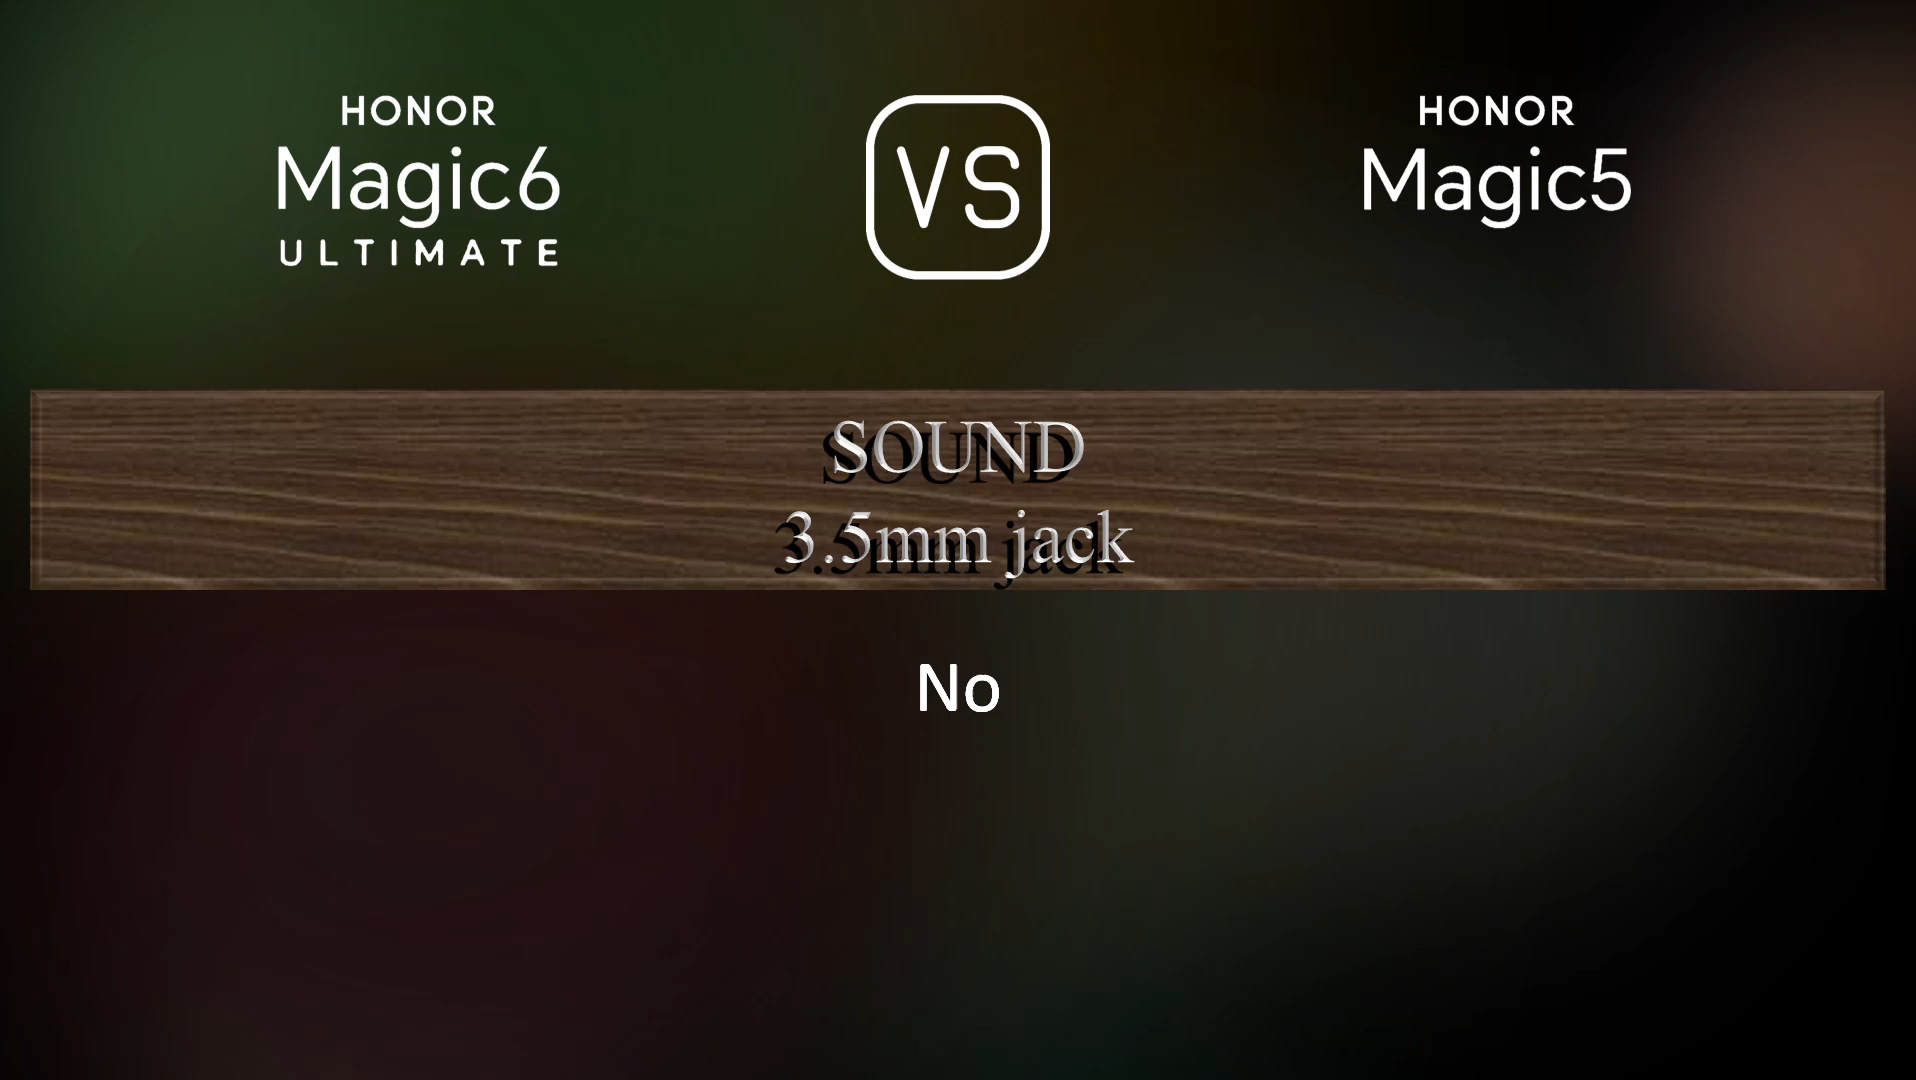 HONOR
Magic6
ULTIMATE
VS
HONOR
Magic5
SOUND
3.5mm jack
No